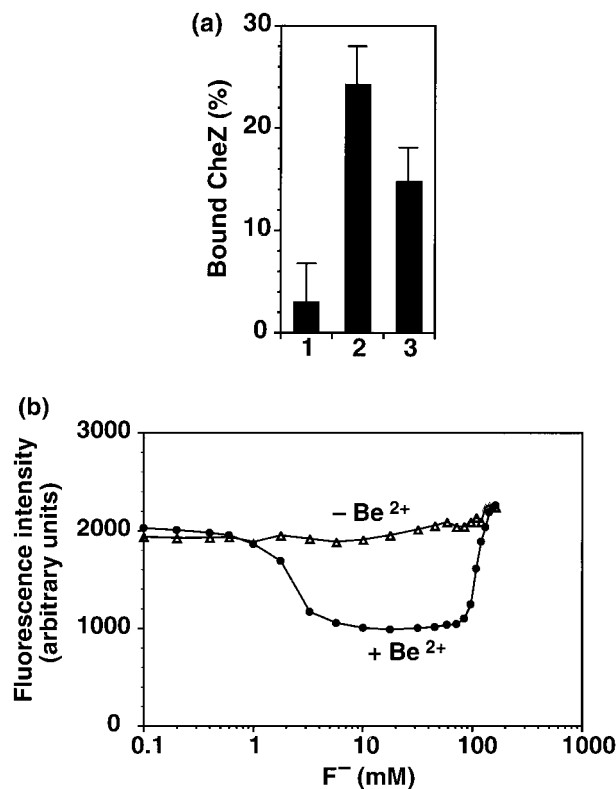 (a)
30
20
10
0
Bound CheZ (%)
1 2 3
(b)
3000
2000
1000
0
Fluorescence intensity
(arbitrary units)
– Be 2+
+ Be 2+
0.1 1 10 100 1000
F– (mM)